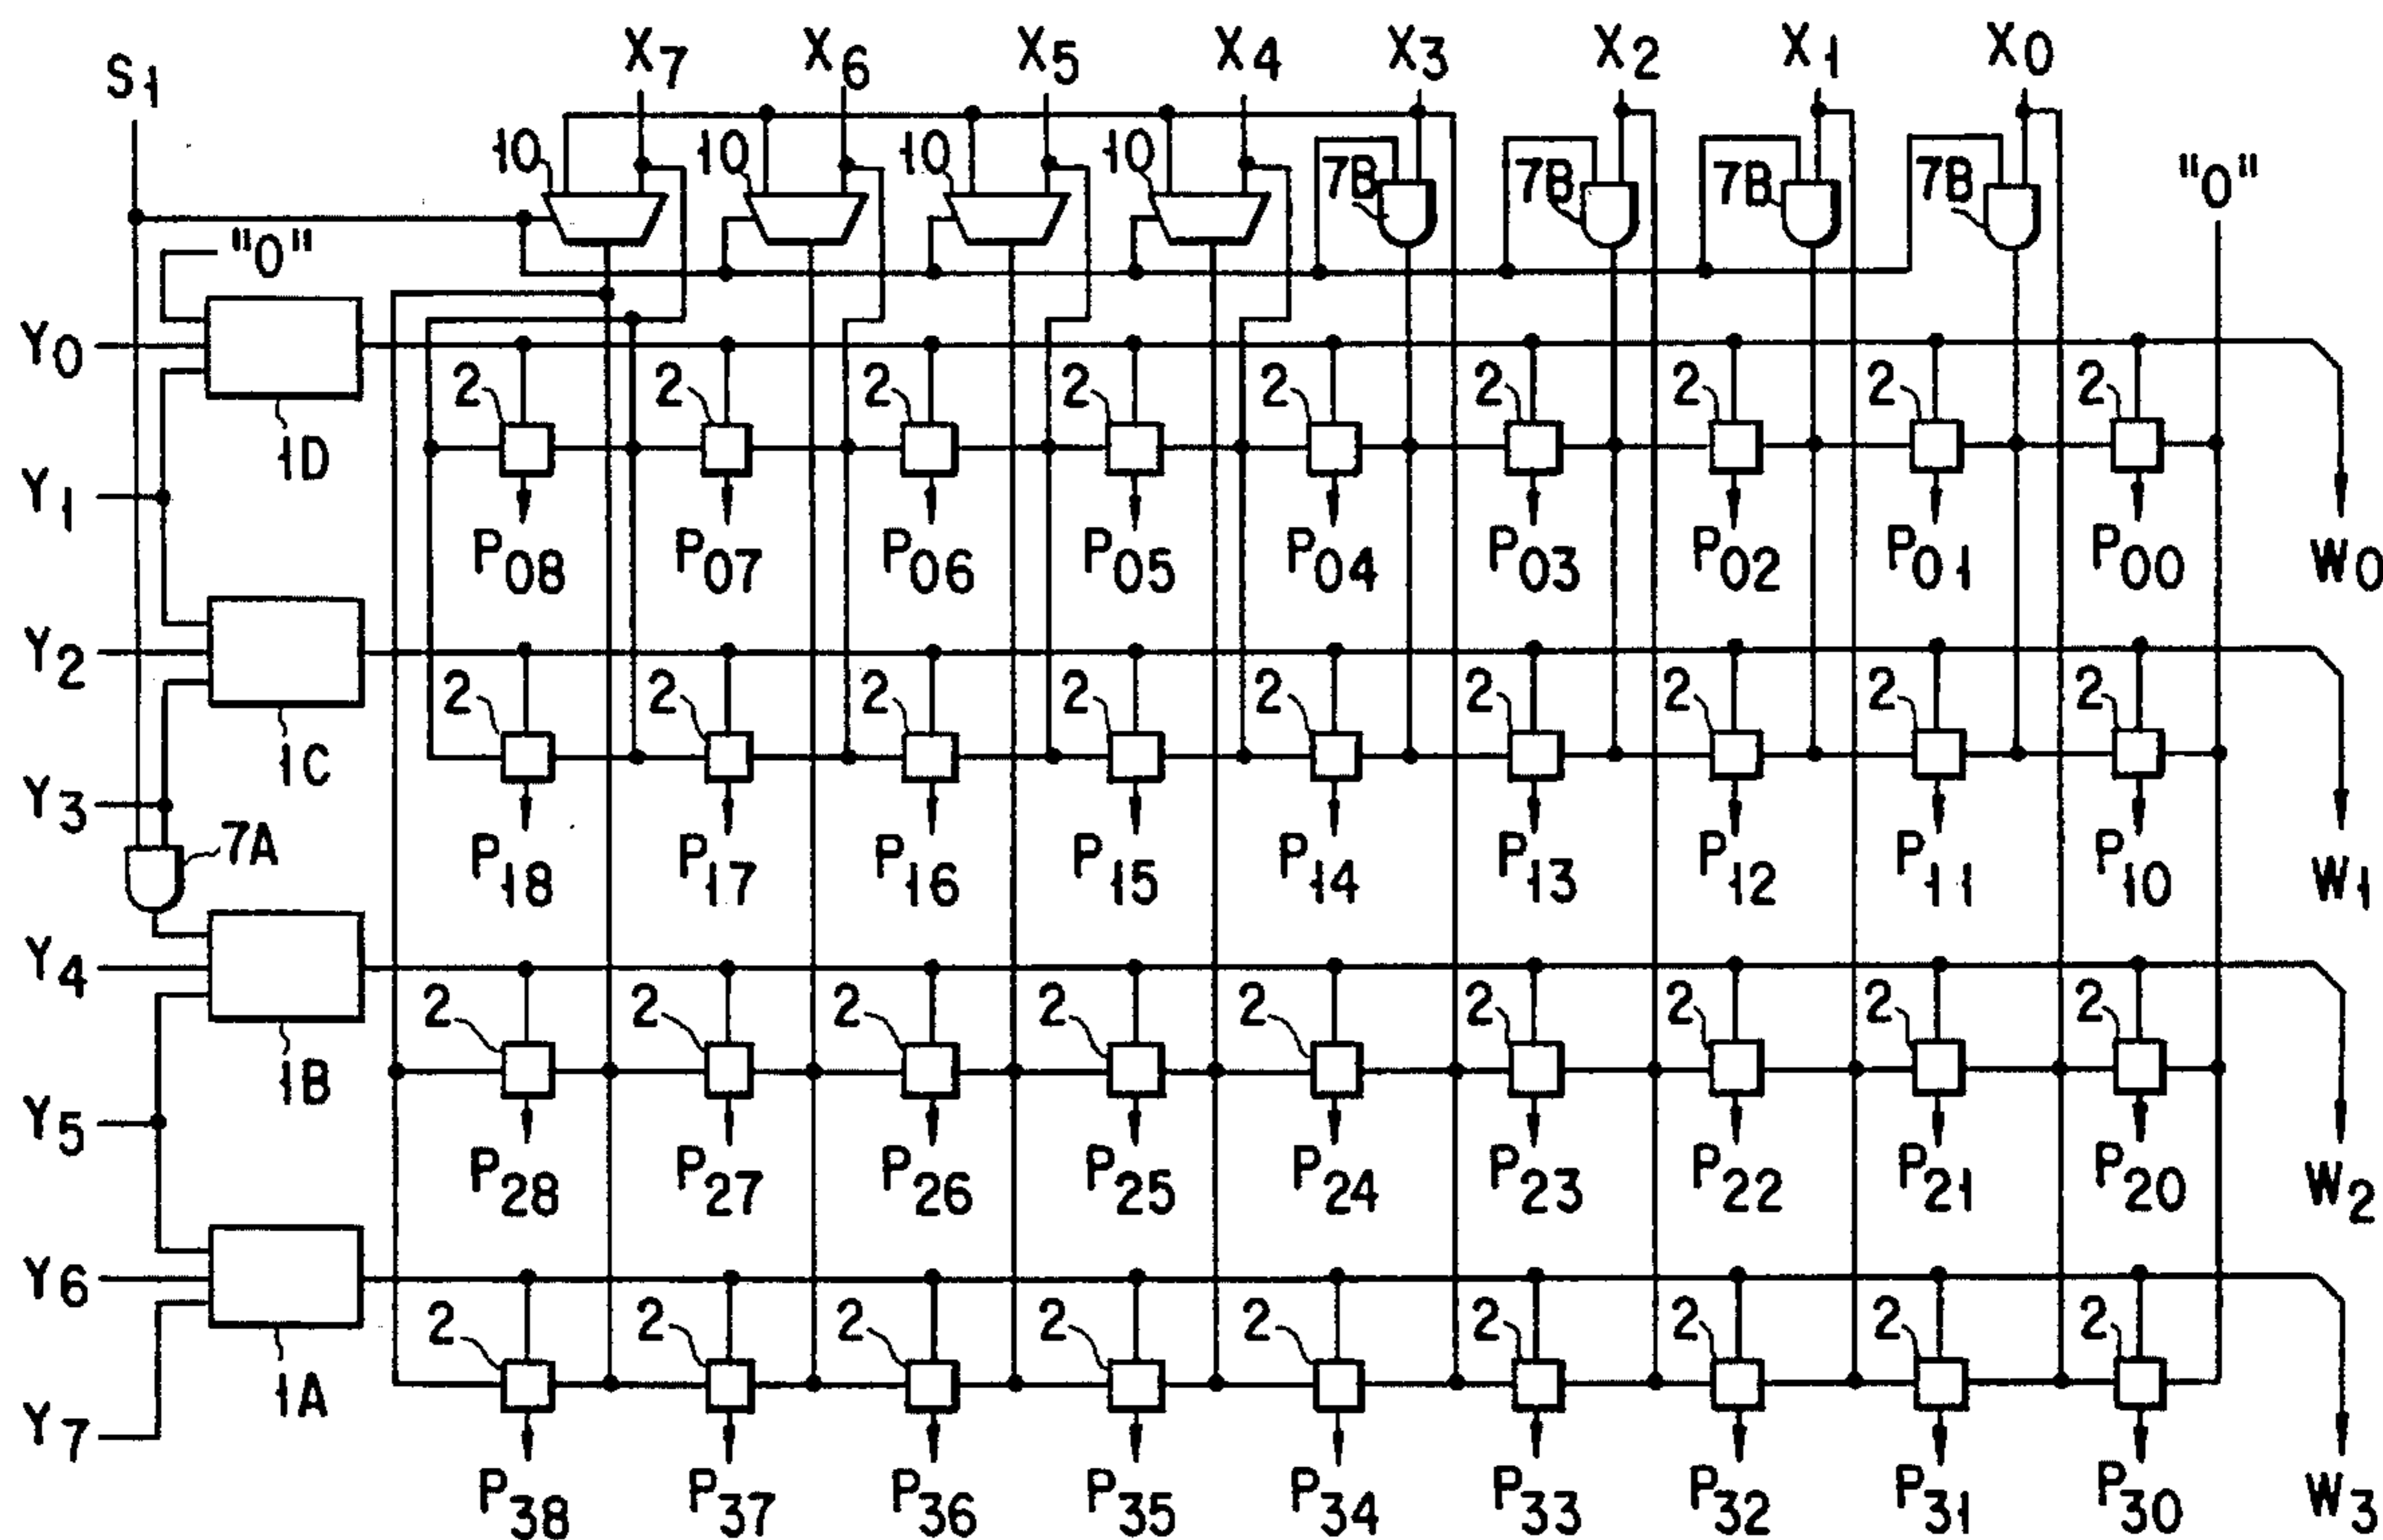 S1 X7 X6 X5 X4 X3 X2 X1 X0
10 10 10 10 7B 7B 7B 7B "0"
"0"
Y0
2 2 2 2 2 2 2 2 2
1D
Y1
P08 P07 P06 P05 P04 P03 P02 P01 P00 W0
Y2
2 2 2 2 2 2 2 2 2
1C
Y3
7A
P18 P17 P16 P15 P14 P13 P12 P11 P10 W1
Y4
2 2 2 2 2 2 2 2 2
1B
Y5
P28 P27 P26 P25 P24 P23 P22 P21 P20 W2
Y6
2 2 2 2 2 2 2 2 2
1A
Y7
P38 P37 P36 P35 P34 P33 P32 P31 P30 W3